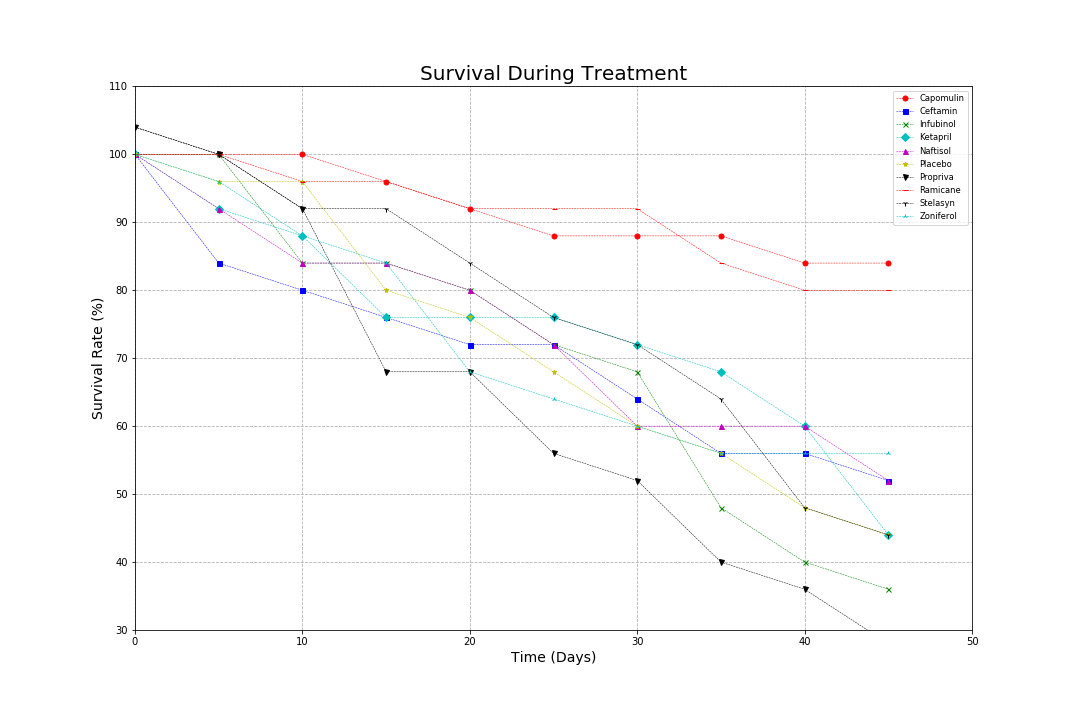 Survival During Treatment
110
100
90
80
70
60
50
40
30
Survival Rate (%)
0 10 20 30 40 50
Time (Days)
Capomulin
Ceftamin
Infubinol
Ketapril
Naftisol
Placebo
Propriva
Ramicane
Stelasyn
Zoniferol